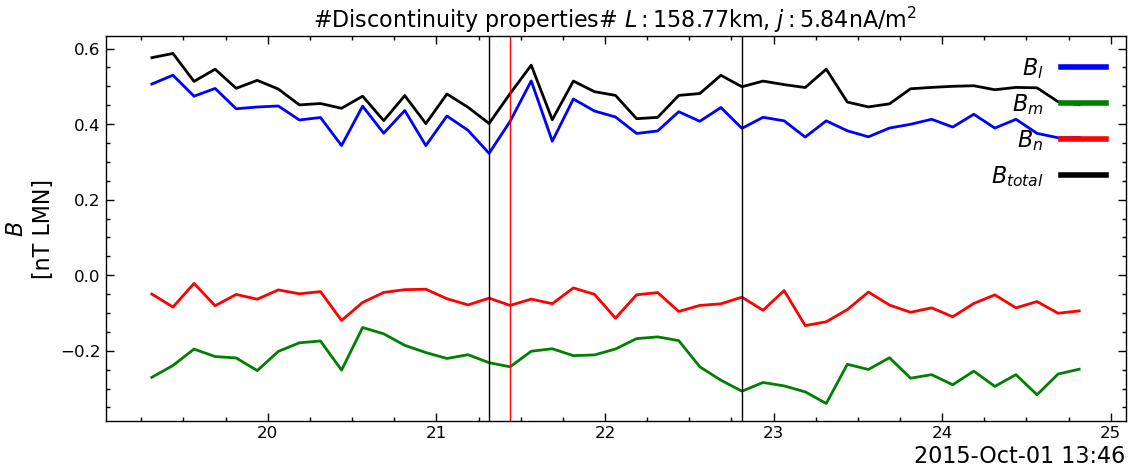 #Discontinuity properties# L : 158.77km, j : 5.84nA/m²
B
[nT LMN]
0.6
0.4
0.2
0.0
−0.2
B_l
B_m
B_n
B_total
20
21
22
23
24
25
2015-Oct-01 13:46